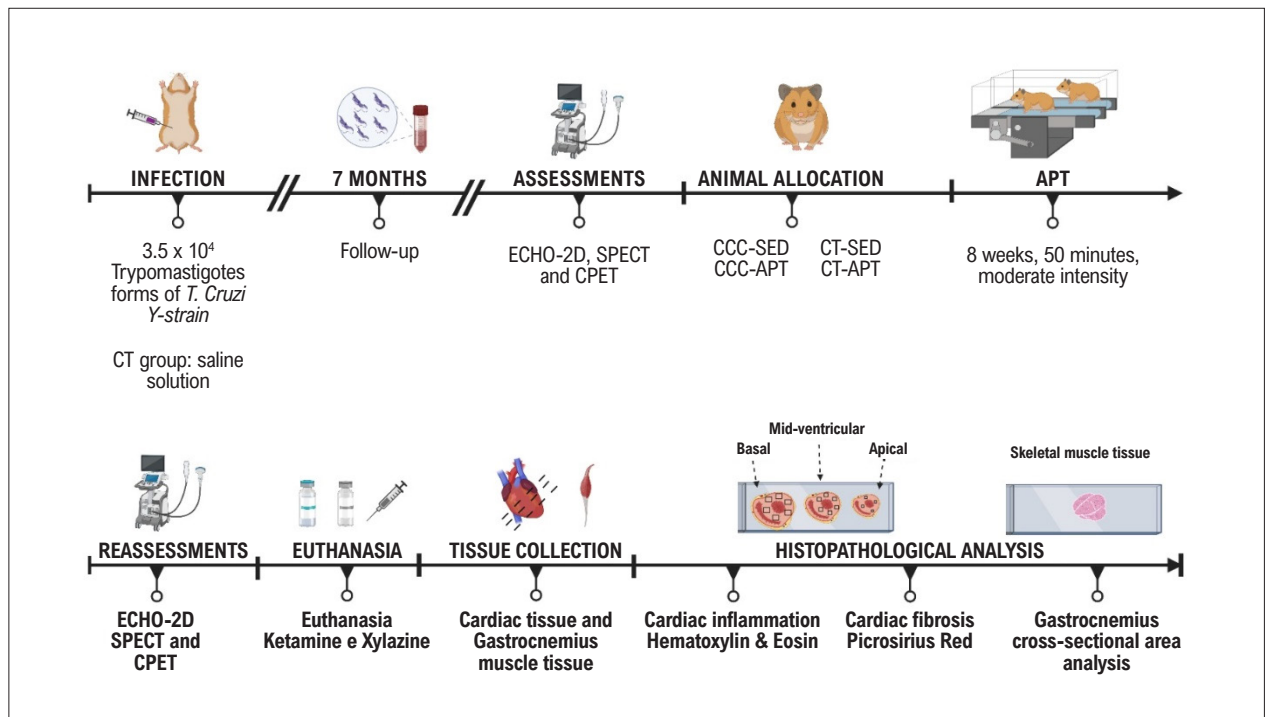 INFECTION
7 MONTHS
ASSESSMENTS
ANIMAL ALLOCATION
APT
3.5 x 10⁴
Trypomastigotes
forms of T. Cruzi
Y-strain
CT group: saline
solution
Follow-up
ECHO-2D, SPECT
and CPET
CCC-SED
CCC-APT
CT-SED
CT-APT
8 weeks, 50 minutes,
moderate intensity
Mid-ventricular
Basal
Apical
Skeletal muscle tissue
REASSESSMENTS
EUTHANASIA
TISSUE COLLECTION
HISTOPATHOLOGICAL ANALYSIS
ECHO-2D
SPECT and
CPET
Euthanasia
Ketamine e Xylazine
Cardiac tissue and
Gastrocnemius
muscle tissue
Cardiac inflammation
Hematoxylin & Eosin
Cardiac fibrosis
Picrosirius Red
Gastrocnemius
cross-sectional area
analysis